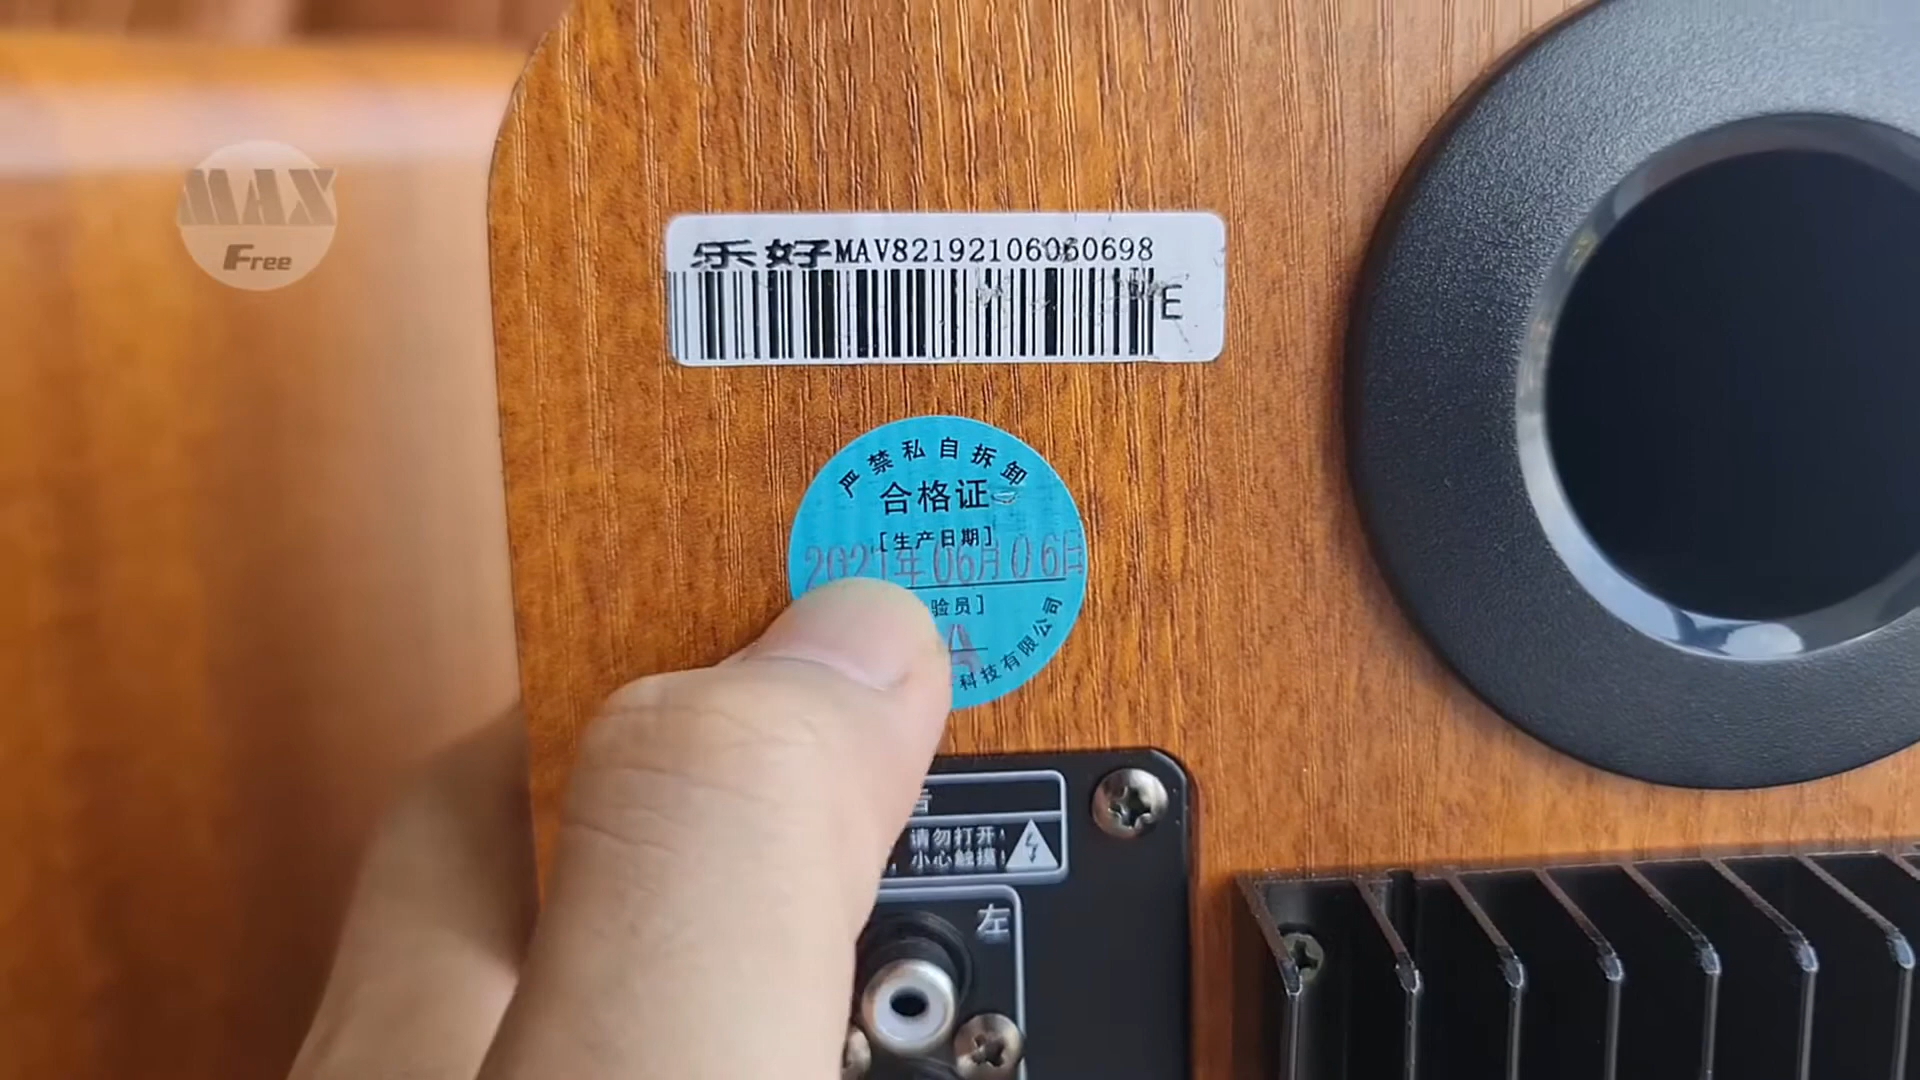 MAX
Free
乐好MAV82192106060698
E
严禁私自拆卸
合格证
[生产日期]
2021年06月06日
验员]
A
科技有限公司
请勿打开!
小心触摸!
左